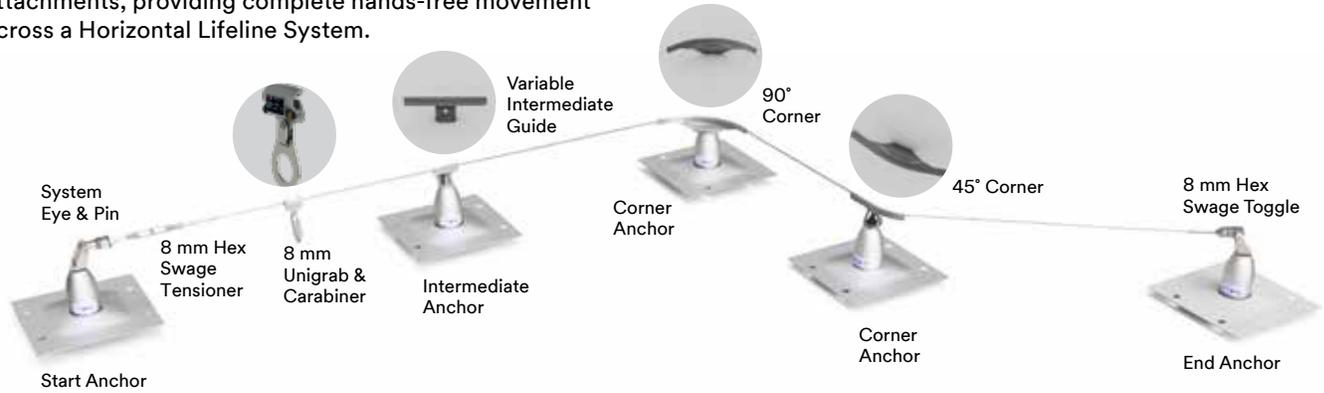 ttachments, providing complete hands-free movement
cross a Horizontal Lifeline System.
Variable
Intermediate
Guide
90°
Corner
System
Eye & Pin
45° Corner
8 mm Hex
Swage Toggle
Corner
Anchor
8 mm Hex
Swage
Tensioner
8 mm
Unigrab &
Carabiner
Intermediate
Anchor
Corner
Anchor
End Anchor
Start Anchor